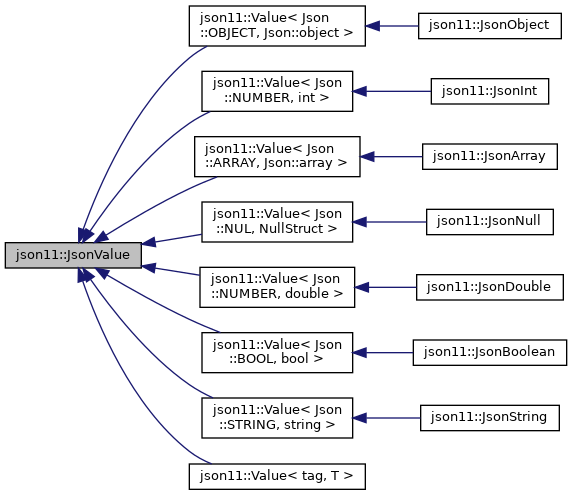 json11::Value< Json
::OBJECT, Json::object >
json11::JsonObject
json11::Value< Json
::NUMBER, int >
json11::JsonInt
json11::Value< Json
::ARRAY, Json::array >
json11::JsonArray
json11::Value< Json
::NUL, NullStruct >
json11::JsonNull
json11::JsonValue
json11::Value< Json
::NUMBER, double >
json11::JsonDouble
json11::Value< Json
::BOOL, bool >
json11::JsonBoolean
json11::Value< Json
::STRING, string >
json11::JsonString
json11::Value< tag, T >